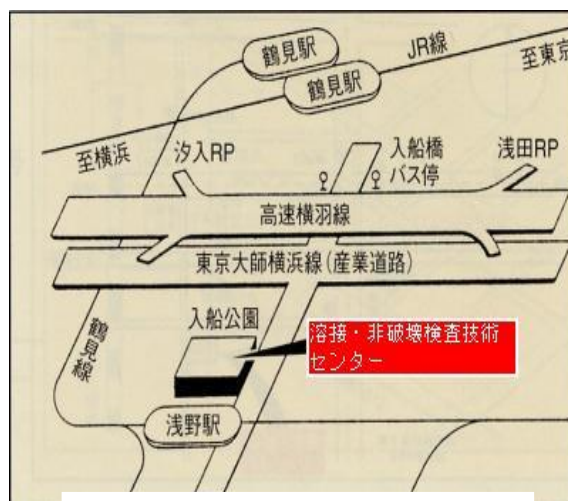 鶴見駅
JR線
至東京
鶴見駅
至横浜
汐入RP
入船橋
バス停
浅田RP
高速横羽線
東京大師横浜線(産業道路)
鶴見線
入船公園
溶接・非破壊検査技術
センター
浅野駅